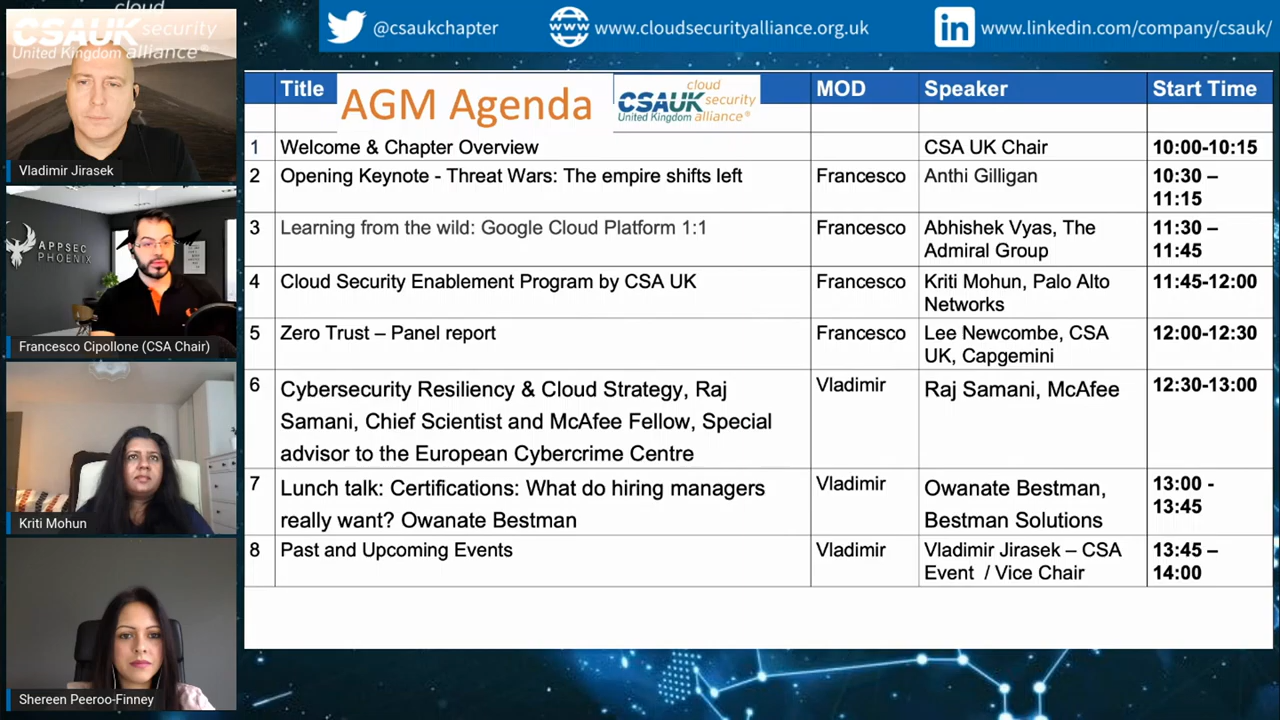 cloud
CSAUK security
United Kingdom alliance®
@csaukchapter
www.cloudsecurityalliance.org.uk
www.linkedin.com/company/csauk/
Vladimir Jirasek
APPSEC
PHOENIX
Francesco Cipollone (CSA Chair)
Kriti Mohun
Shereen Peeroo-Finney
AGM Agenda
cloud
CSAUK security
United Kingdom alliance®
Title MOD Speaker Start Time
1 Welcome & Chapter Overview CSA UK Chair 10:00-10:15
2 Opening Keynote - Threat Wars: The empire shifts left Francesco Anthi Gilligan 10:30 –
11:15
3 Learning from the wild: Google Cloud Platform 1:1 Francesco Abhishek Vyas, The 11:30 –
Admiral Group 11:45
4 Cloud Security Enablement Program by CSA UK Francesco Kriti Mohun, Palo Alto 11:45-12:00
Networks
5 Zero Trust – Panel report Francesco Lee Newcombe, CSA 12:00-12:30
UK, Capgemini
6 Cybersecurity Resiliency & Cloud Strategy, Raj Vladimir Raj Samani, McAfee 12:30-13:00
Samani, Chief Scientist and McAfee Fellow, Special
advisor to the European Cybercrime Centre
7 Lunch talk: Certifications: What do hiring managers Vladimir Owanate Bestman, 13:00 -
really want? Owanate Bestman Bestman Solutions 13:45
8 Past and Upcoming Events Vladimir Vladimir Jirasek – CSA 13:45 –
Event / Vice Chair 14:00